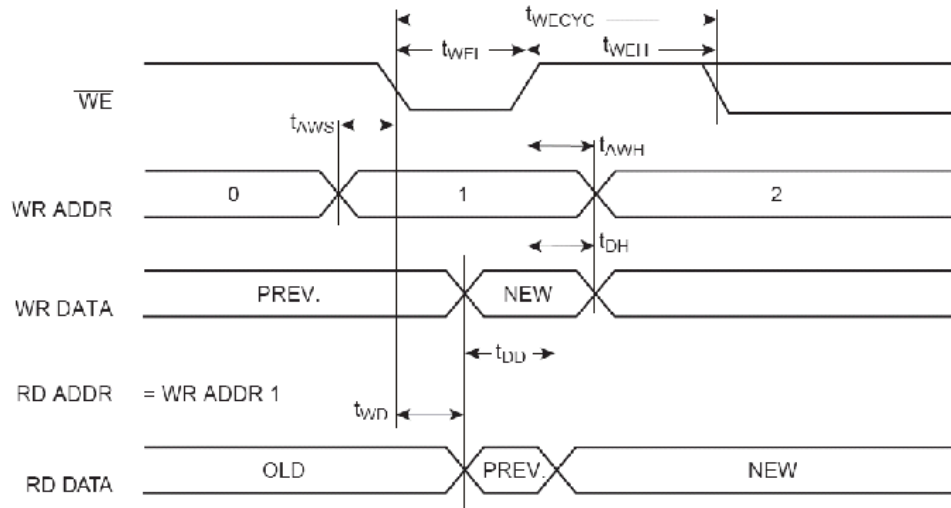 tWECYC
tWEL tWEH
WE
tAWS
tAWH
WR ADDR 0 1 2
tDH
WR DATA PREV. NEW
tDD
RD ADDR = WR ADDR 1
tWD
RD DATA OLD PREV. NEW